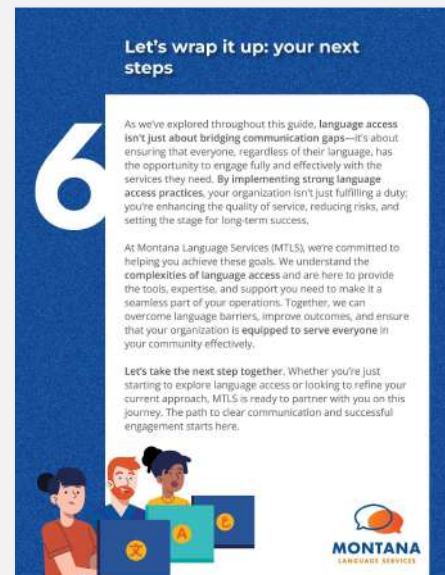 Let's wrap it up: your next
steps
6
As we've explored throughout this guide, language access
isn't just about bridging communication gaps—it's about
ensuring that everyone, regardless of their language, has
the opportunity to engage fully and effectively with the
services they need. By implementing strong language
access practices, your organization isn't just fulfilling a duty;
you're enhancing the quality of service, reducing risks, and
setting the stage for long-term success.
At Montana Language Services (MTLS), we're committed to
helping you achieve these goals. We understand the
complexities of language access and are here to provide
the tools, expertise, and support you need to make it a
seamless part of your operations. Together, we can
overcome language barriers, improve outcomes, and ensure
that your organization is equipped to serve everyone in
your community effectively.
Let's take the next step together. Whether you're just
starting to explore language access or looking to refine your
current approach, MTLS is ready to partner with you on this
journey. The path to clear communication and successful
engagement starts here.
文
A
MONTANA
LANGUAGE SERVICES